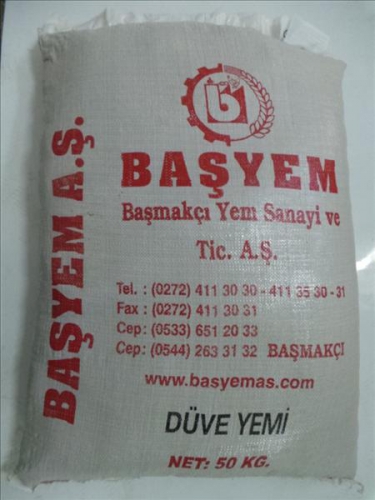 b
BAŞYEM A.Ş.
BAŞYEM
Başmakçı Yem Sanayi ve
Tic. A.Ş.
Tel. : (0272) 411 30 30 - 411 35 30 - 31
Fax : (0272) 411 30 31
Cep: (0533) 651 20 33
Cep: (0544) 263 31 32 BAŞMAKÇI
www.basyemas.com
DÜVE YEMİ
NET: 50 KG.